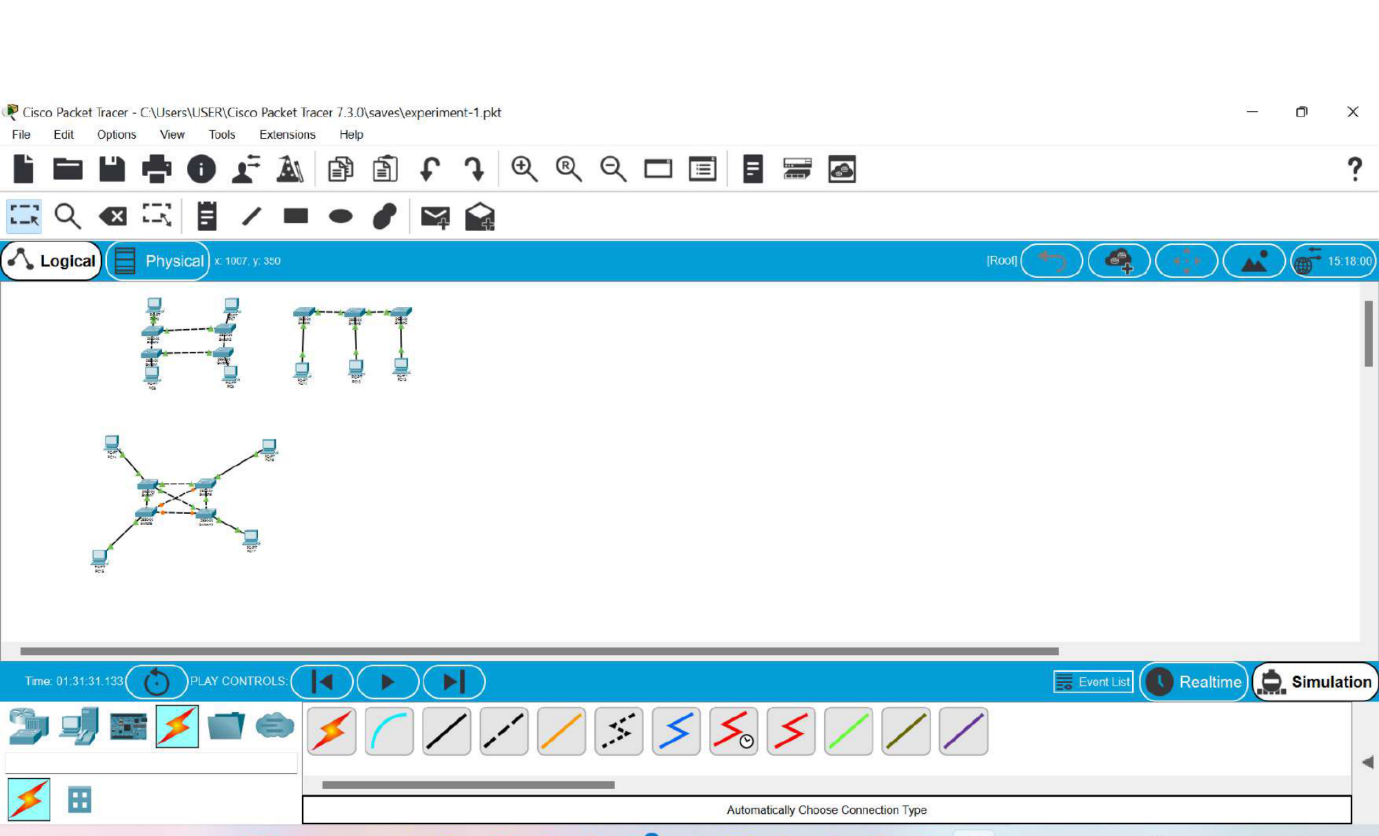 Cisco Packet Tracer - C:\Users\USER\Cisco Packet Tracer 7.3.0\saves\experiment-1.pkt
File Edit Options View Tools Extensions Help
Logical Physical x: 1007, y: 350 [Root] 15:18:00
Time: 01:31:31.133 PLAY CONTROLS: Event List Realtime Simulation
Automatically Choose Connection Type